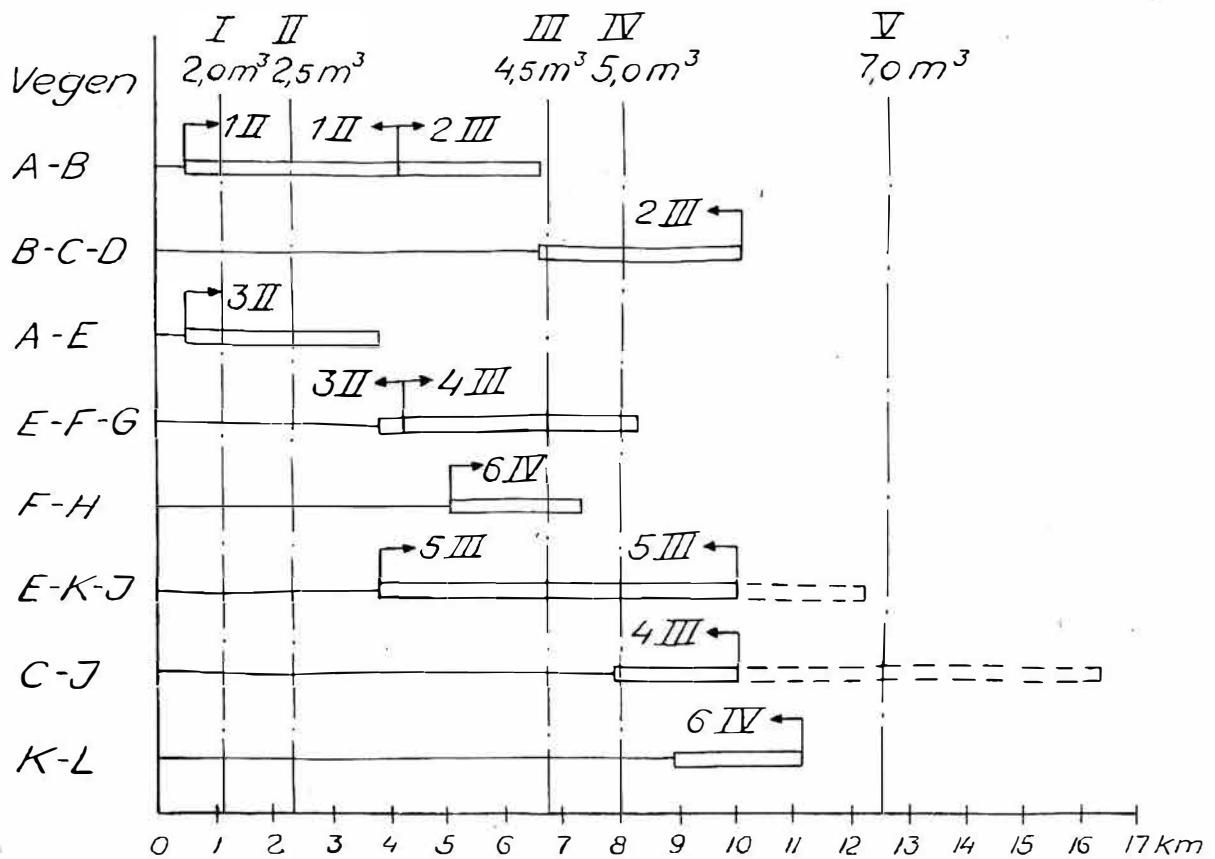 I II III IV V
Vegen 2,0m³ 2,5m³ 4,5m³ 5,0m³ 7,0m³
1II 1II 2III
A-B
2III
B-C-D
3II
A-E
3II 4III
E-F-G
6IV
F-H
5III 5III
E-K-J
4III
C-J
6IV
K-L
0 1 2 3 4 5 6 7 8 9 10 11 12 13 14 15 16 17km